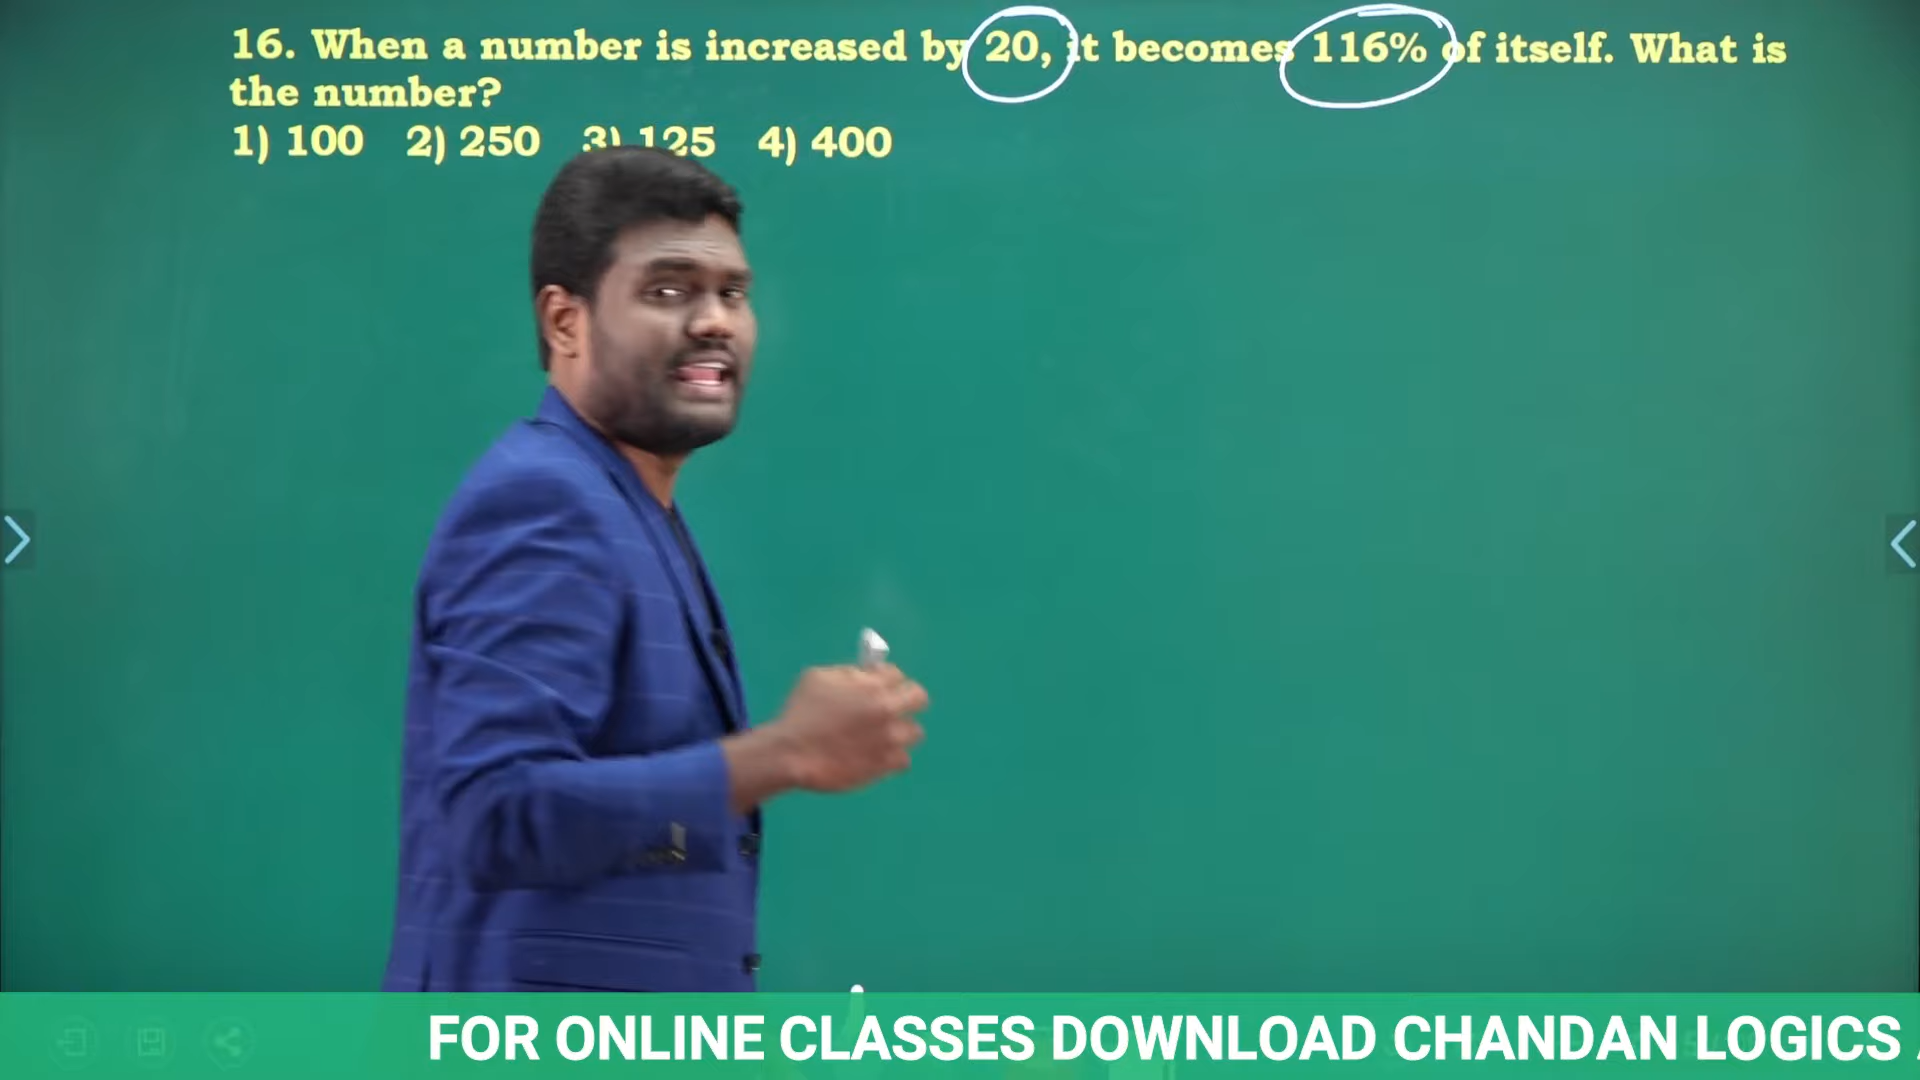 16. When a number is increased by 20, it becomes 116% of itself. What is
the number?
1) 100 2) 250 3) 125 4) 400
FOR ONLINE CLASSES DOWNLOAD CHANDAN LOGICS